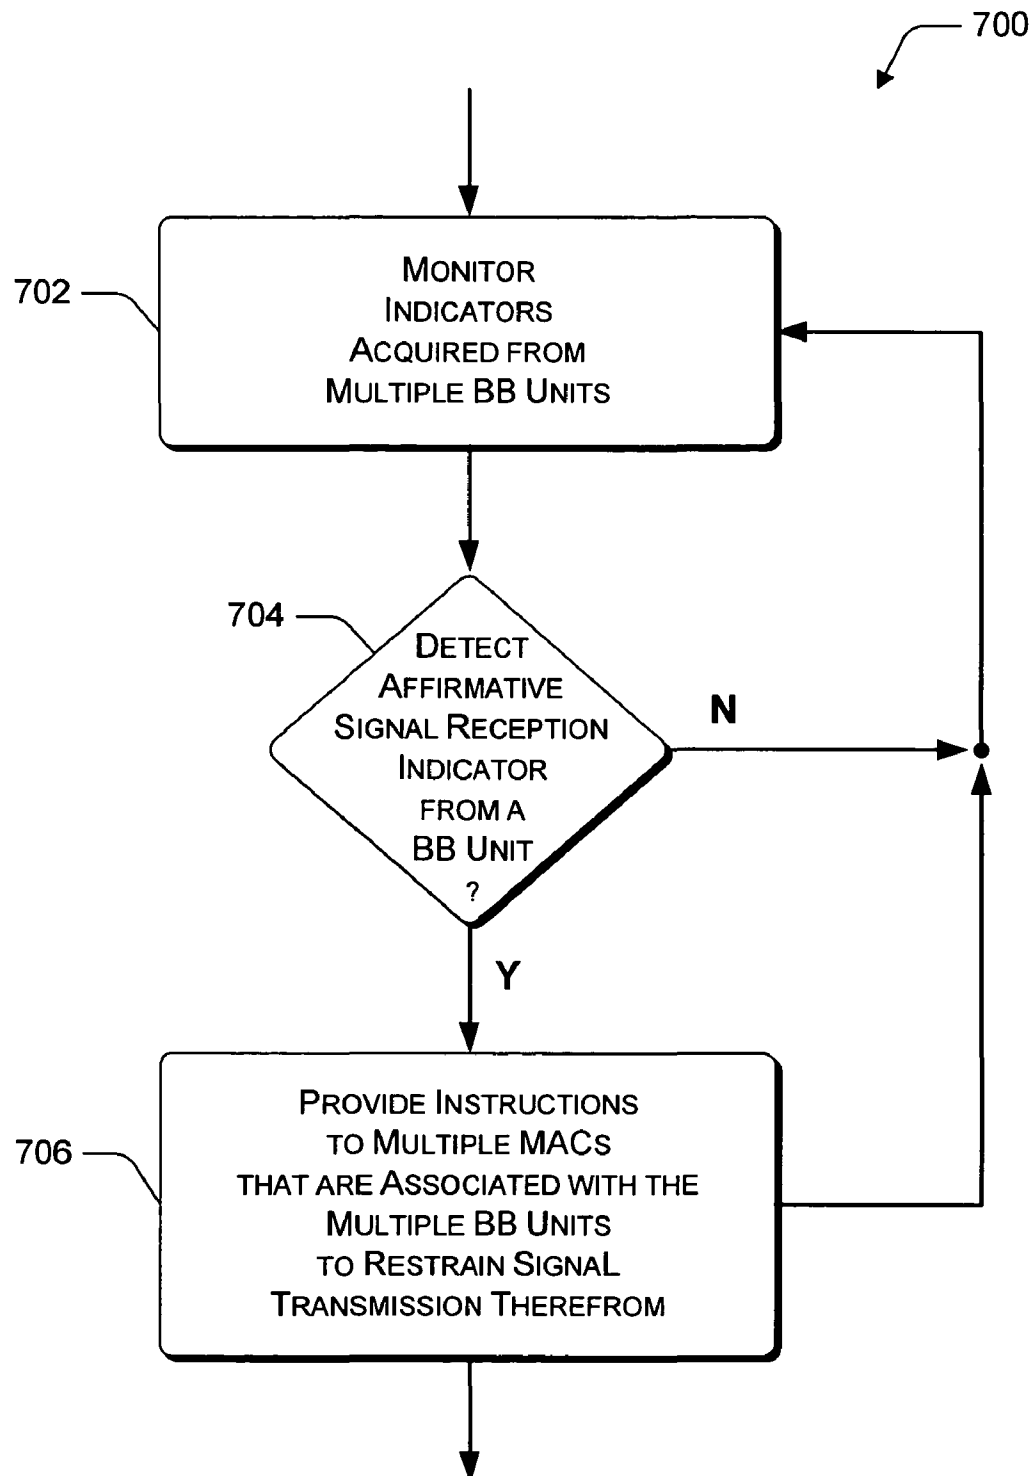 700
702
MONITOR
INDICATORS
ACQUIRED FROM
MULTIPLE BB UNITS
704
DETECT
AFFIRMATIVE
SIGNAL RECEPTION
INDICATOR
FROM A
BB UNIT
?
N
Y
706
PROVIDE INSTRUCTIONS
TO MULTIPLE MACS
THAT ARE ASSOCIATED WITH THE
MULTIPLE BB UNITS
TO RESTRAIN SIGNAL
TRANSMISSION THEREFROM